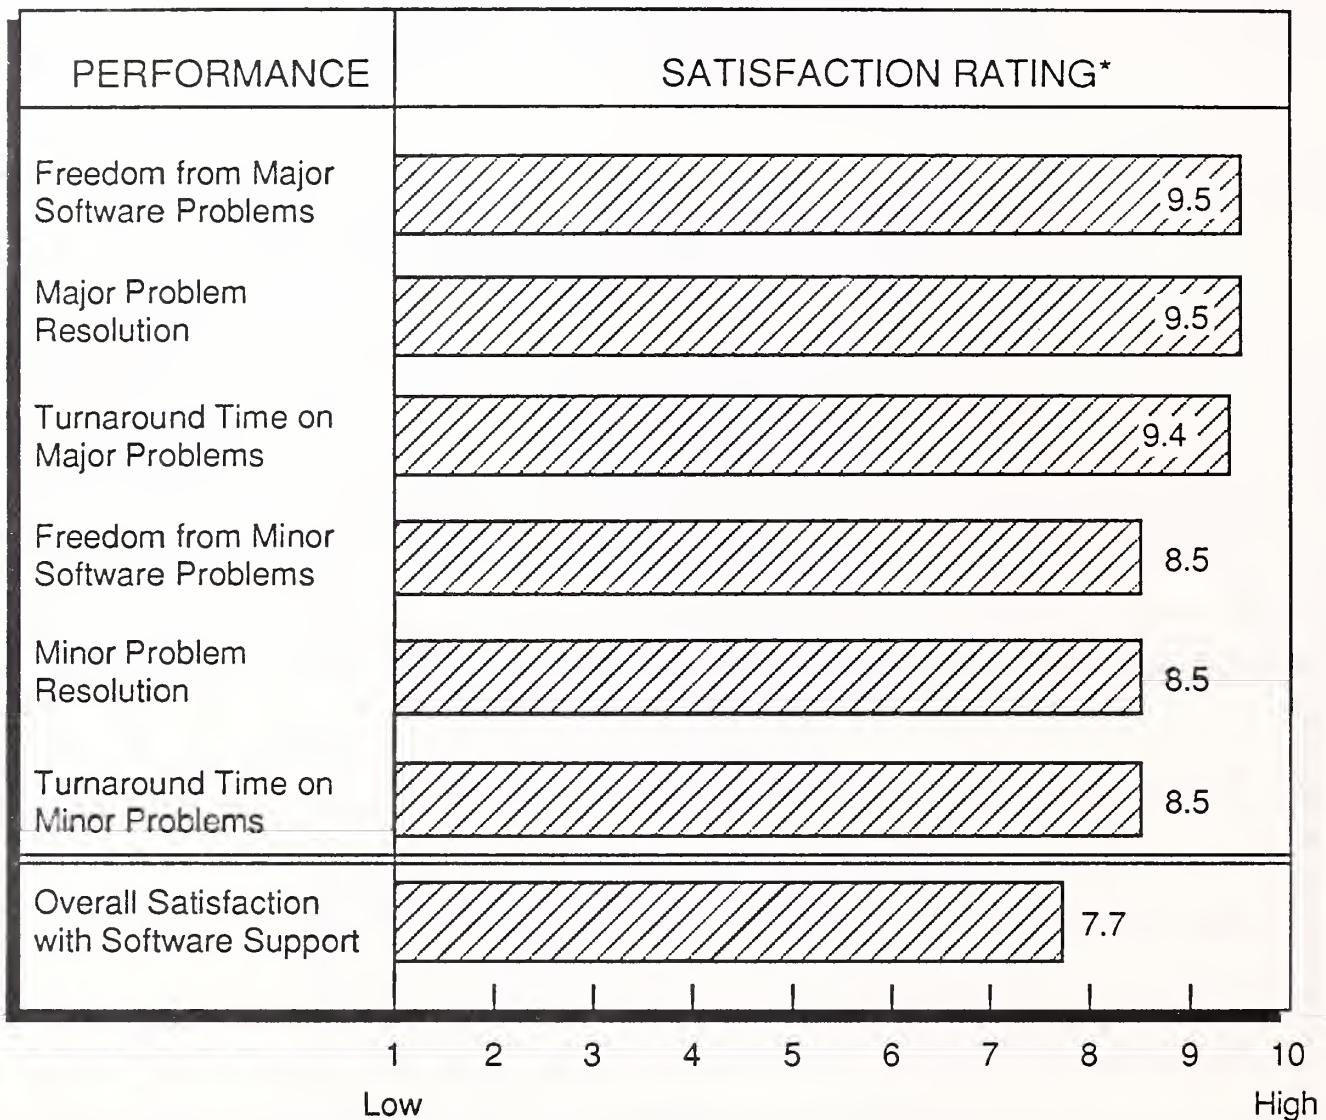 PERFORMANCE
SATISFACTION RATING*
Freedom from Major
Software Problems
9.5
Major Problem
Resolution
9.5
Turnaround Time on
Major Problems
9.4
Freedom from Minor
Software Problems
8.5
Minor Problem
Resolution
8.5
Turnaround Time on
Minor Problems
8.5
Overall Satisfaction
with Software Support
7.7
1 2 3 4 5 6 7 8 9 10
Low High